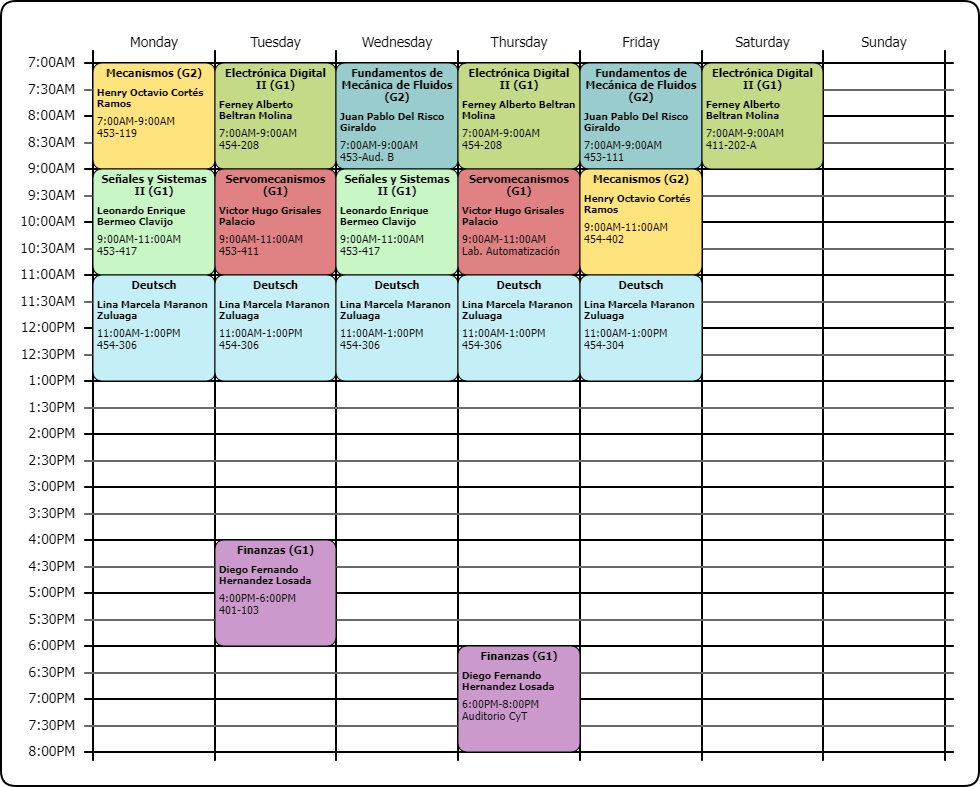 Monday Tuesday Wednesday Thursday Friday Saturday Sunday
7:00AM
7:30AM
8:00AM
8:30AM
9:00AM
9:30AM
10:00AM
10:30AM
11:00AM
11:30AM
12:00PM
12:30PM
1:00PM
1:30PM
2:00PM
2:30PM
3:00PM
3:30PM
4:00PM
4:30PM
5:00PM
5:30PM
6:00PM
6:30PM
7:00PM
7:30PM
8:00PM
Mecanismos (G2)
Henry Octavio Cortés
Ramos
7:00AM-9:00AM
453-119
Señales y Sistemas
II (G1)
Leonardo Enrique
Bermeo Clavijo
9:00AM-11:00AM
453-417
Deutsch
Lina Marcela Maranon
Zuluaga
11:00AM-1:00PM
454-306
Electrónica Digital
II (G1)
Ferney Alberto
Beltran Molina
7:00AM-9:00AM
454-208
Servomecanismos
(G1)
Victor Hugo Grisales
Palacio
9:00AM-11:00AM
453-411
Deutsch
Lina Marcela Maranon
Zuluaga
11:00AM-1:00PM
454-306
Finanzas (G1)
Diego Fernando
Hernandez Losada
4:00PM-6:00PM
401-103
Fundamentos de
Mecánica de Fluidos
(G2)
Juan Pablo Del Risco
Giraldo
7:00AM-9:00AM
453-Aud. B
Señales y Sistemas
II (G1)
Leonardo Enrique
Bermeo Clavijo
9:00AM-11:00AM
453-417
Deutsch
Lina Marcela Maranon
Zuluaga
11:00AM-1:00PM
454-306
Electrónica Digital
II (G1)
Ferney Alberto Beltran
Molina
7:00AM-9:00AM
454-208
Servomecanismos
(G1)
Victor Hugo Grisales
Palacio
9:00AM-11:00AM
Lab. Automatización
Deutsch
Lina Marcela Maranon
Zuluaga
11:00AM-1:00PM
454-306
Finanzas (G1)
Diego Fernando
Hernandez Losada
6:00PM-8:00PM
Auditorio CyT
Fundamentos de
Mecánica de Fluidos
(G2)
Juan Pablo Del Risco
Giraldo
7:00AM-9:00AM
453-111
Mecanismos (G2)
Henry Octavio Cortés
Ramos
9:00AM-11:00AM
454-402
Deutsch
Lina Marcela Maranon
Zuluaga
11:00AM-1:00PM
454-304
Electrónica Digital
II (G1)
Ferney Alberto
Beltran Molina
7:00AM-9:00AM
411-202-A